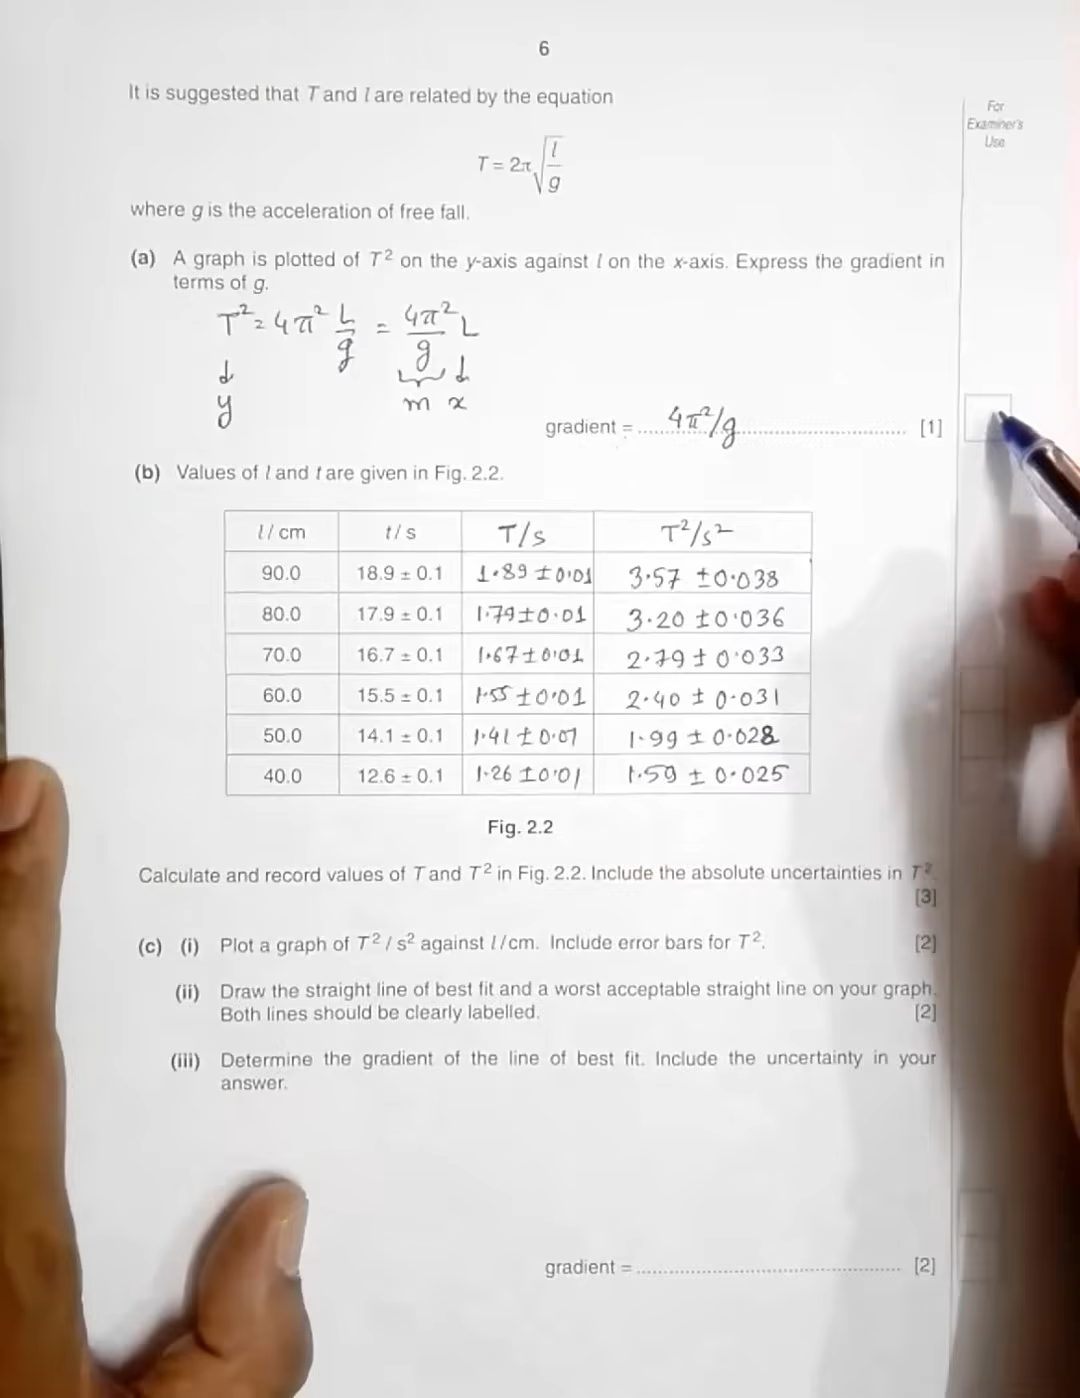 6
It is suggested that T and l are related by the equation
For
Examiner's
Use
T = 2π√(l/g)
where g is the acceleration of free fall.
(a) A graph is plotted of T² on the y-axis against l on the x-axis. Express the gradient in
terms of g.
T² = 4π² L/g = 4π²/g L
↓ ↓
y m x
gradient = 4π²/g [1]
(b) Values of l and t are given in Fig. 2.2.
l / cm t / s T/s T²/s²
90.0 18.9 ± 0.1 1.89 ± 0.01 3.57 ± 0.038
80.0 17.9 ± 0.1 1.79 ± 0.01 3.20 ± 0.036
70.0 16.7 ± 0.1 1.67 ± 0.01 2.79 ± 0.033
60.0 15.5 ± 0.1 1.55 ± 0.01 2.40 ± 0.031
50.0 14.1 ± 0.1 1.41 ± 0.01 1.99 ± 0.028
40.0 12.6 ± 0.1 1.26 ± 0.01 1.59 ± 0.025
Fig. 2.2
Calculate and record values of T and T² in Fig. 2.2. Include the absolute uncertainties in T².
[3]
(c) (i) Plot a graph of T² / s² against l / cm. Include error bars for T². [2]
(ii) Draw the straight line of best fit and a worst acceptable straight line on your graph.
Both lines should be clearly labelled. [2]
(iii) Determine the gradient of the line of best fit. Include the uncertainty in your
answer.
gradient = [2]